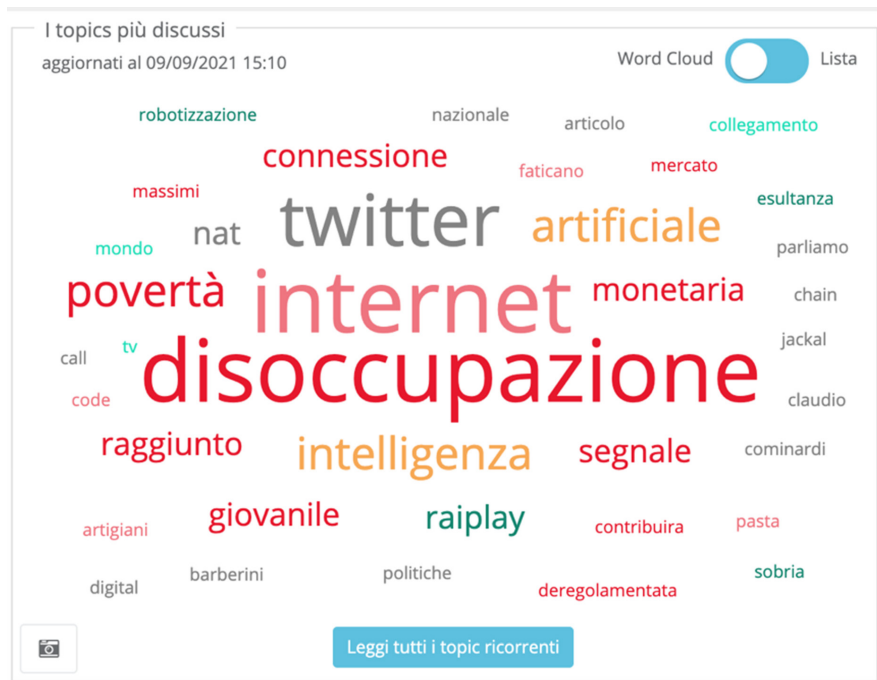 I topics più discussi
aggiornati al 09/09/2021 15:10
Word Cloud Lista
robotizzazione nazionale articolo collegamento
connessione faticano mercato
massimi twitter artificiale esultanza
mondo nat parliamo
povertà internet monetaria chain
call tv disoccupazione jackal
code claudio
raggiunto intelligenza segnale cominardi
artigiani giovanile raiplay contribuira pasta
digital barberini politiche deregolamentata sobria
Leggi tutti i topic ricorrenti